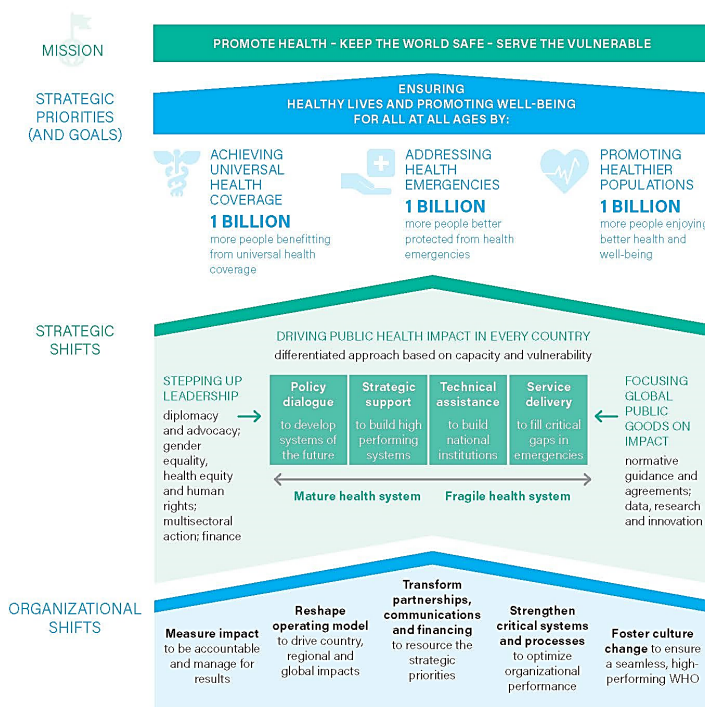 MISSION
PROMOTE HEALTH – KEEP THE WORLD SAFE – SERVE THE VULNERABLE
STRATEGIC
PRIORITIES
(AND GOALS)
ENSURING
HEALTHY LIVES AND PROMOTING WELL-BEING
FOR ALL AT ALL AGES BY:
ACHIEVING
UNIVERSAL
HEALTH
COVERAGE
1 BILLION
more people benefitting
from universal health
coverage
ADDRESSING
HEALTH
EMERGENCIES
1 BILLION
more people better
protected from health
emergencies
PROMOTING
HEALTHIER
POPULATIONS
1 BILLION
more people enjoying
better health and
well-being
STRATEGIC
SHIFTS
DRIVING PUBLIC HEALTH IMPACT IN EVERY COUNTRY
differentiated approach based on capacity and vulnerability
STEPPING UP
LEADERSHIP
diplomacy
and advocacy;
gender
equality,
health equity
and human
rights;
multisectoral
action; finance
Policy
dialogue
to develop
systems of
the future
Strategic
support
to build high
performing
systems
Technical
assistance
to build
national
institutions
Service
delivery
to fill critical
gaps in
emergencies
Mature health system
Fragile health system
FOCUSING
GLOBAL
PUBLIC
GOODS ON
IMPACT
normative
guidance and
agreements;
data, research
and innovation
ORGANIZATIONAL
SHIFTS
Measure impact
to be accountable
and manage for
results
Reshape
operating model
to drive country,
regional and
global impacts
Transform
partnerships,
communications
and financing
to resource the
strategic
priorities
Strengthen
critical systems
and processes
to optimize
organizational
performance
Foster culture
change to ensure
a seamless, high-
performing WHO